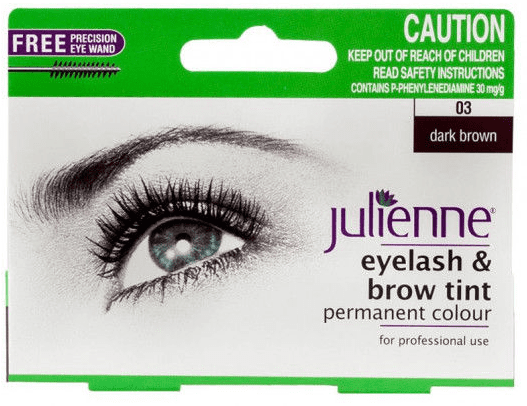 FREE PRECISION
EYE WAND
CAUTION
KEEP OUT OF REACH OF CHILDREN
READ SAFETY INSTRUCTIONS
CONTAINS P-PHENYLENEDIAMINE 30 mg/g
03
dark brown
julienne®
eyelash &
brow tint
permanent colour
for professional use